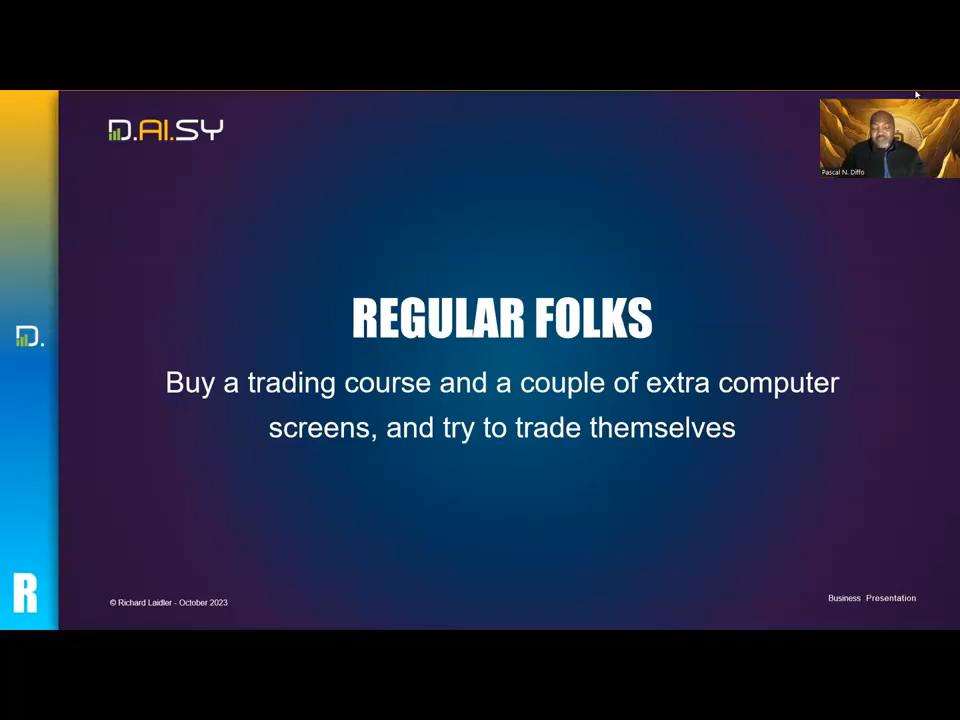 D.AI.SY
Pascal N. Diffo
REGULAR FOLKS
Buy a trading course and a couple of extra computer
screens, and try to trade themselves
D.
R
© Richard Laidler - October 2023
Business Presentation